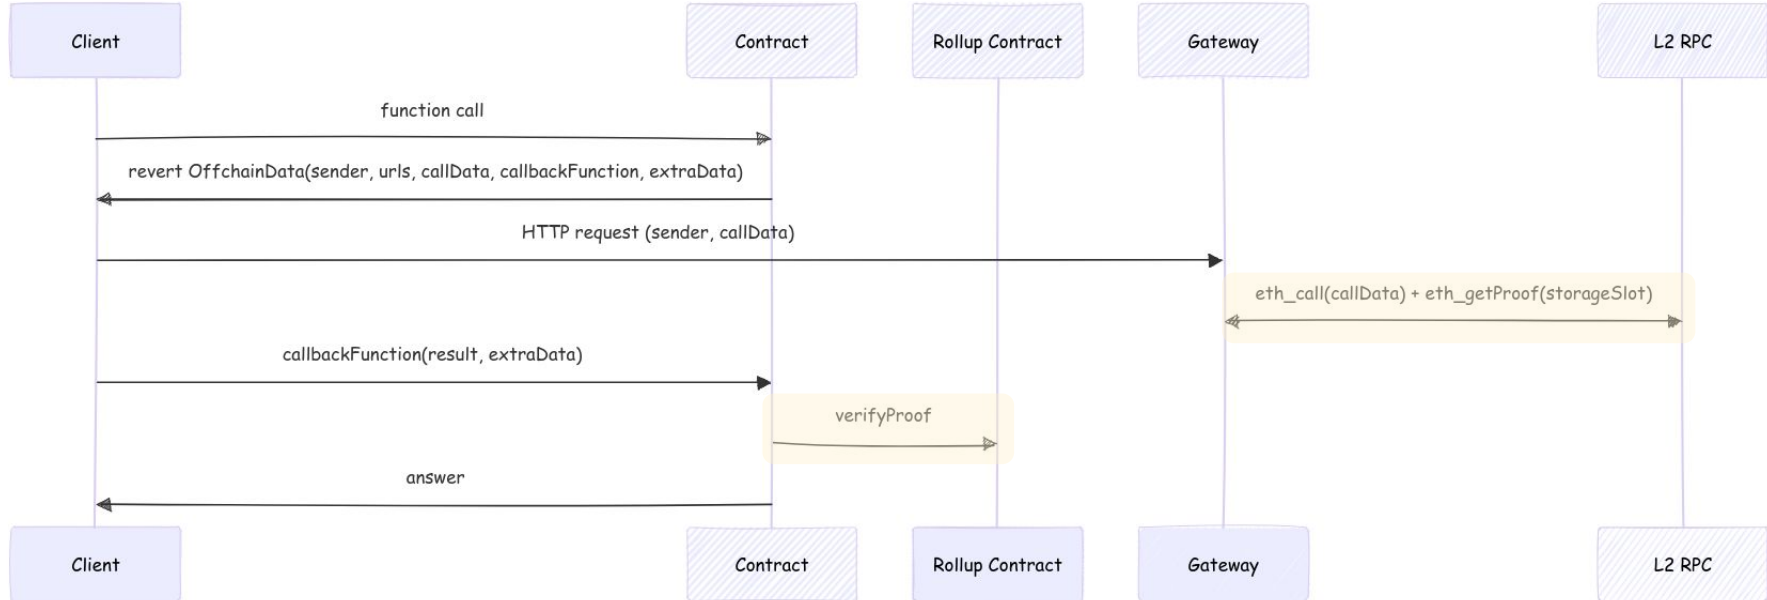 Client
Contract
Rollup Contract
Gateway
L2 RPC
function call
revert OffchainData(sender, urls, callData, callbackFunction, extraData)
HTTP request (sender, callData)
eth_call(callData) + eth_getProof(storageSlot)
callbackFunction(result, extraData)
verifyProof
answer
Client
Contract
Rollup Contract
Gateway
L2 RPC